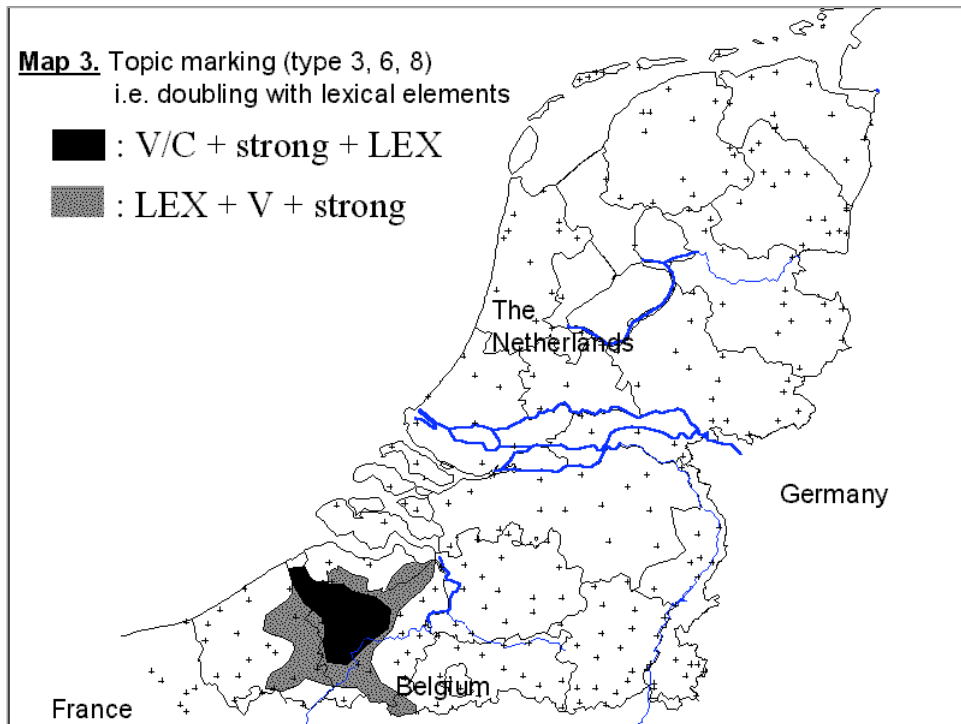 Map 3. Topic marking (type 3, 6, 8)
i.e. doubling with lexical elements
: V/C + strong + LEX
: LEX + V + strong
The
Netherlands
Germany
Belgium
France